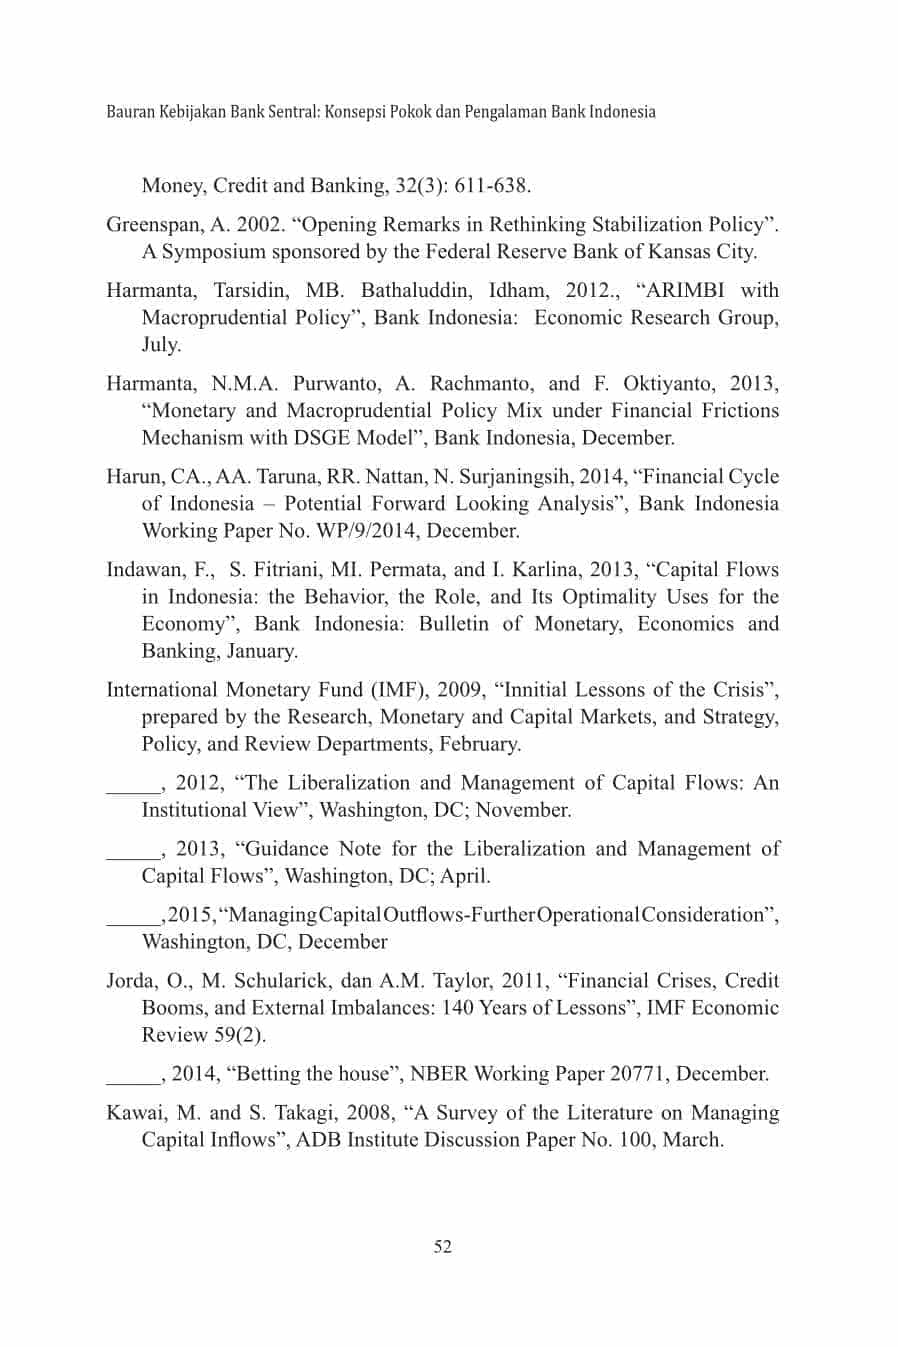 Bauran Kebijakan Bank Sentral: Konsepsi Pokok dan Pengalaman Bank Indonesia
Money, Credit and Banking, 32(3): 611-638.
Greenspan, A. 2002. “Opening Remarks in Rethinking Stabilization Policy”.
A Symposium sponsored by the Federal Reserve Bank of Kansas City.
Harmanta, Tarsidin, MB. Bathaluddin, Idham, 2012., “ARIMBI with
Macroprudential Policy”, Bank Indonesia: Economic Research Group,
July.
Harmanta, N.M.A. Purwanto, A. Rachmanto, and F. Oktiyanto, 2013,
“Monetary and Macroprudential Policy Mix under Financial Frictions
Mechanism with DSGE Model”, Bank Indonesia, December.
Harun, CA., AA. Taruna, RR. Nattan, N. Surjaningsih, 2014, “Financial Cycle
of Indonesia – Potential Forward Looking Analysis”, Bank Indonesia
Working Paper No. WP/9/2014, December.
Indawan, F., S. Fitriani, MI. Permata, and I. Karlina, 2013, “Capital Flows
in Indonesia: the Behavior, the Role, and Its Optimality Uses for the
Economy”, Bank Indonesia: Bulletin of Monetary, Economics and
Banking, January.
International Monetary Fund (IMF), 2009, “Innitial Lessons of the Crisis”,
prepared by the Research, Monetary and Capital Markets, and Strategy,
Policy, and Review Departments, February.
_____, 2012, “The Liberalization and Management of Capital Flows: An
Institutional View”, Washington, DC; November.
_____, 2013, “Guidance Note for the Liberalization and Management of
Capital Flows”, Washington, DC; April.
_____, 2015, “Managing Capital Outflows-Further Operational Consideration”,
Washington, DC, December
Jorda, O., M. Schularick, dan A.M. Taylor, 2011, “Financial Crises, Credit
Booms, and External Imbalances: 140 Years of Lessons”, IMF Economic
Review 59(2).
_____, 2014, “Betting the house”, NBER Working Paper 20771, December.
Kawai, M. and S. Takagi, 2008, “A Survey of the Literature on Managing
Capital Inflows”, ADB Institute Discussion Paper No. 100, March.
52